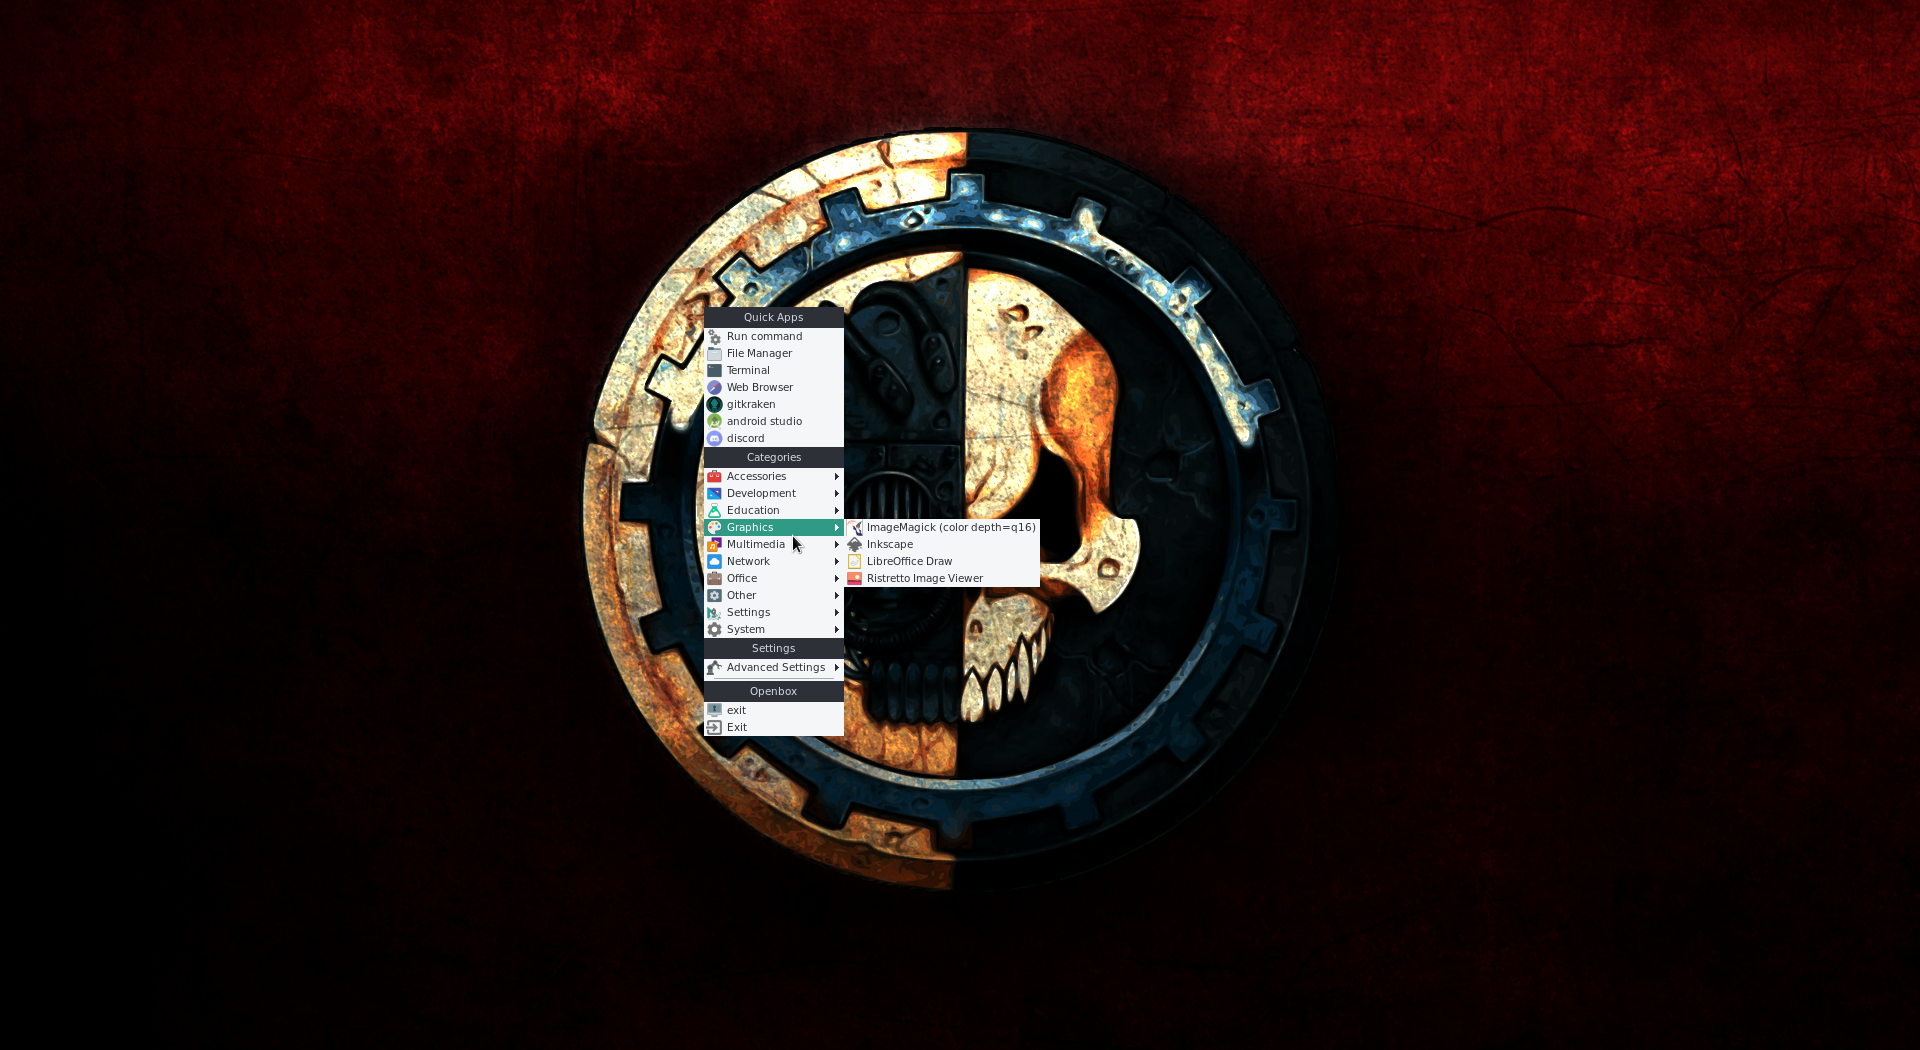 Quick Apps
Run command
File Manager
Terminal
Web Browser
gitkraken
android studio
discord
Categories
Accessories
Development
Education
Graphics
Multimedia
Network
Office
Other
Settings
System
Settings
Advanced Settings
Openbox
exit
Exit
ImageMagick (color depth=q16)
Inkscape
LibreOffice Draw
Ristretto Image Viewer